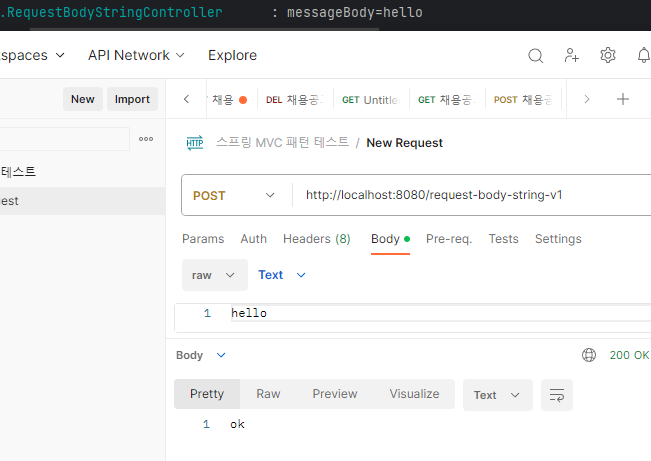 .RequestBodyStringController : messageBody=hello
spaces API Network Explore
New Import 채용 DEL 채용공 GET Untitle GET 채용공 POST 채용공
HTTP 스프링 MVC 패턴 테스트 / New Request
테스트
POST http://localhost:8080/request-body-string-v1
est
Params Auth Headers (8) Body Pre-req. Tests Settings
raw Text
1 hello
Body 200 OK
Pretty Raw Preview Visualize Text
1 ok